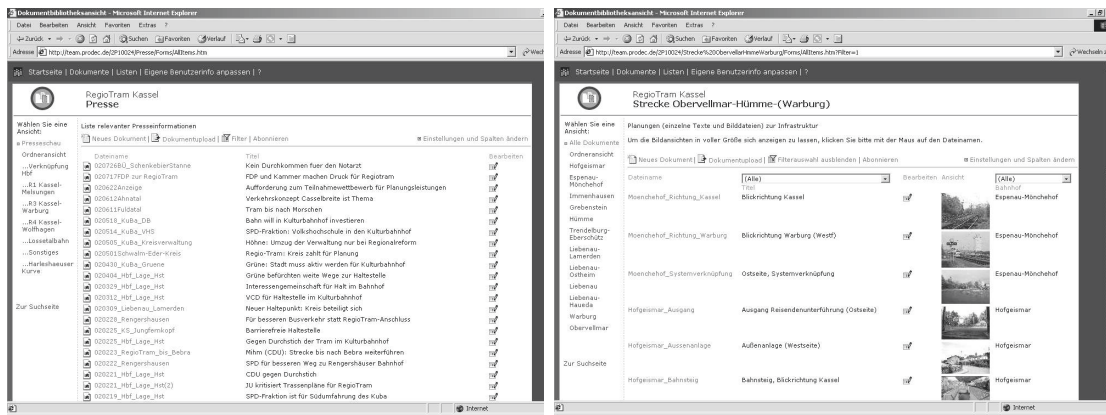 Dokumentbibliotheksansicht - Microsoft Internet Explorer
Datei Bearbeiten Ansicht Favoriten Extras ?
Zurück Suchen Favoriten Verlauf
Adresse http://team.prodec.de/2P10024/Presse/Forms/AllItems.htm
Startseite | Dokumente | Listen | Eigene Benutzerinfo anpassen | ?
RegioTram Kassel
Presse
Wählen Sie eine Ansicht:
Presseschau
Ordneransicht
...Verknüpfung Hbf
...R1 Kassel-Melsungen
...R3 Kassel-Warburg
...R4 Kassel-Wolfhagen
...Lossetalbahn
...Sonstiges
...Harleshaeuser Kurve
Zur Suchseite
Liste relevanter Presseinformationen
Neues Dokument | Dokumentupload | Filter | Abonnieren
Einstellungen und Spalten ändern
Dateiname Titel Bearbeiten
020726BÜ_SchenkebierStanne Kein Durchkommen fuer den Notarzt
020717FDP zur RegioTram FDP und Kammer machen Druck für Regiotram
020622Anzeige Aufforderung zum Teilnahmewettbewerb für Planungsleistungen
020612Ahnatal Verkehrskonzept Casselbreite ist Thema
020611Fuldatal Tram bis nach Morschen
020518_KuBa_DB Bahn will in Kulturbahnhof investieren
020514_KuBa_VHS SPD-Fraktion: Volkshochschule in den Kulturbahnhof
020505_KuBa_Kreisverwaltung Höhne: Umzug der Verwaltung nur bei Regionalreform
020501Schwalm-Eder-Kreis Regio-Tram: Kreis zahlt für Planung
020430_KuBa_Gruene Grüne: Stadt muss aktiv werden für Kulturbahnhof
020404_Hbf_Lage_Hst Grüne befürchten weite Wege zur Haltestelle
020329_Hbf_Lage_Hst Interessengemeinschaft für Halt im Bahnhof
020312_Hbf_Lage_Hst VCD für Haltestelle im Kulturbahnhof
020309_Liebenau_Lamerden Neuer Haltepunkt: Kreis beteiligt sich
020228_Rengershausen Für besseren Busverkehr statt RegioTram-Anschluss
020225_KS_Jungfernkopf Barrierefreie Haltestelle
020225_Hbf_Lage_Hst Gegen Durchstich der Tram im Kulturbahnhof
020223_RegioTram_bis_Bebra Mihm (CDU): Strecke bis nach Bebra weiterführen
020222_Rengershausen SPD für besseren Weg zu Rengershäuser Bahnhof
020221_Hbf_Lage_Hst CDU gegen Durchstich
020221_Hbf_Lage_Hst(2) JU kritisiert Trassenpläne für RegioTram
020219_Hbf_Lage_Hst SPD-Fraktion ist für Südumfahrung des Kuba
Internet
Dokumentbibliotheksansicht - Microsoft Internet Explorer
Datei Bearbeiten Ansicht Favoriten Extras ?
Zurück Suchen Favoriten Verlauf
Adresse http://team.prodec.de/2P10024/Strecke%20ObervellmarHmmeWarburg/Forms/AllItems.htm?Filter=1
Wechseln z
Startseite | Dokumente | Listen | Eigene Benutzerinfo anpassen | ?
RegioTram Kassel
Strecke Obervellmar-Hümme-(Warburg)
Wählen Sie eine Ansicht:
Alle Dokumente
Ordneransicht
Hofgeismar
Espenau-Mönchehof
Immenhausen
Grebenstein
Hümme
Trendelburg-Eberschütz
Liebenau-Lamerden
Liebenau-Ostheim
Liebenau
Liebenau-Haueda
Warburg
Obervellmar
Zur Suchseite
Planungen (einzelne Texte und Bilddateien) zur Infrastruktur
Um die Bildansichten in voller Größe sich anzeigen zu lassen, klicken Sie bitte mit der Maus auf den Dateinamen.
Neues Dokument | Dokumentupload | Filterauswahl ausblenden | Abonnieren
Einstellungen und Spalten ändern
Dateiname (Alle) Bearbeiten Ansicht (Alle)
Titel Bahnhof
Moenchehof_Richtung_Kassel Blickrichtung Kassel Espenau-Mönchehof
Moenchehof_Richtung_Warburg Blickrichtung Warburg (Westf) Espenau-Mönchehof
Moenchehof_Systemverknüpfung Ostseite, Systemverknüpfung Espenau-Mönchehof
Hofgeismar_Ausgang Ausgang Reisendenunterführung (Ostseite) Hofgeismar
Hofgeismar_Aussenanlage Außenanlage (Westseite) Hofgeismar
Hofgeismar_Bahnsteig Bahnsteig, Blickrichtung Kassel Hofgeismar
Internet